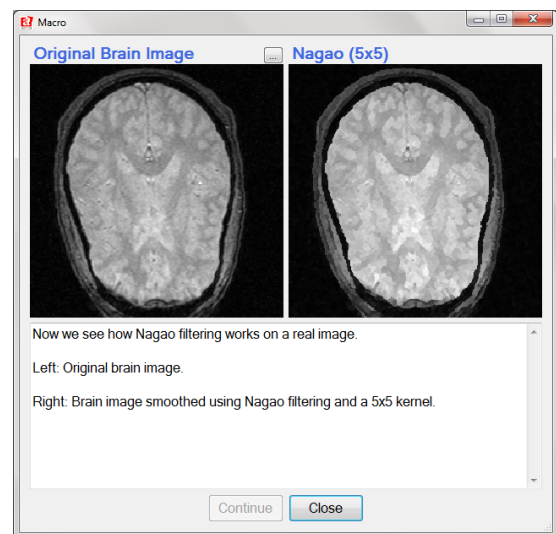 Macro
Original Brain Image
...
Nagao (5x5)
Now we see how Nagao filtering works on a real image.
Left: Original brain image.
Right: Brain image smoothed using Nagao filtering and a 5x5 kernel.
Continue
Close